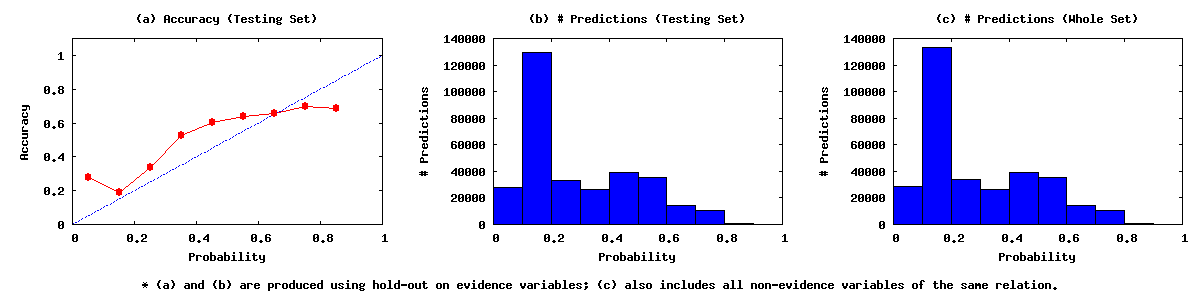 (a) Accuracy (Testing Set)
1
0.8
0.6
0.4
0.2
0
Accuracy
0 0.2 0.4 0.6 0.8 1
Probability
(b) # Predictions (Testing Set)
140000
120000
100000
80000
60000
40000
20000
0
# Predictions
0 0.2 0.4 0.6 0.8 1
Probability
(c) # Predictions (Whole Set)
140000
120000
100000
80000
60000
40000
20000
0
# Predictions
0 0.2 0.4 0.6 0.8 1
Probability
* (a) and (b) are produced using hold-out on evidence variables; (c) also includes all non-evidence variables of the same relation.